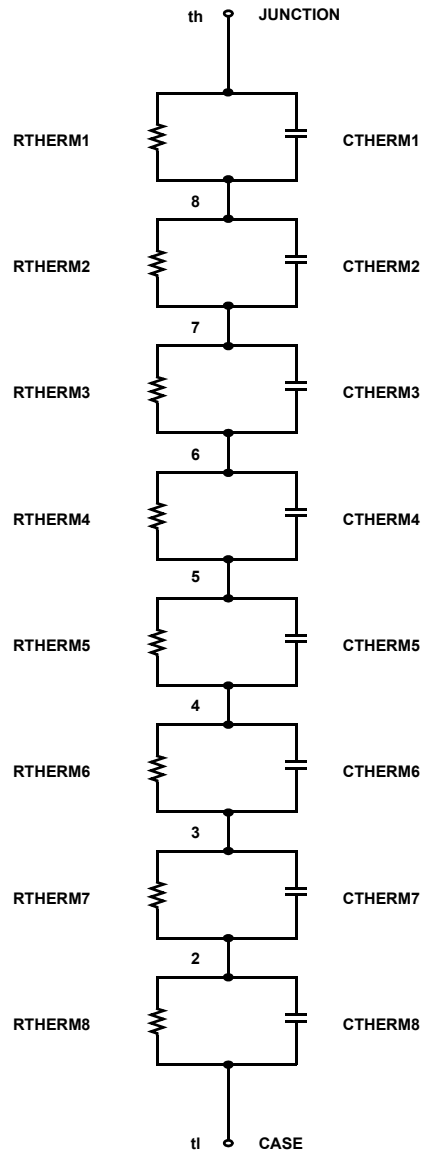 th JUNCTION
RTHERM1 CTHERM1
8
RTHERM2 CTHERM2
7
RTHERM3 CTHERM3
6
RTHERM4 CTHERM4
5
RTHERM5 CTHERM5
4
RTHERM6 CTHERM6
3
RTHERM7 CTHERM7
2
RTHERM8 CTHERM8
tl CASE